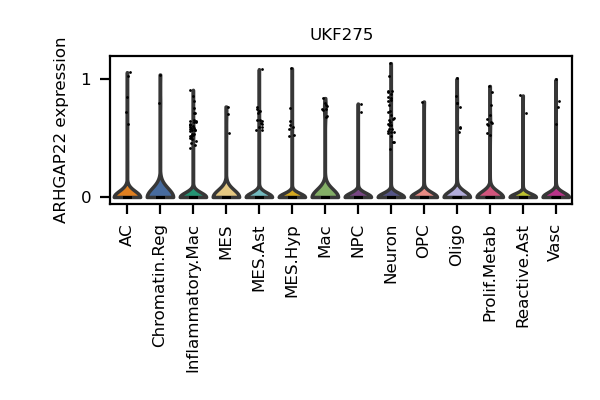 UKF275
ARHGAP22 expression
1
0
AC
Chromatin.Reg
Inflammatory.Mac
MES
MES.Ast
MES.Hyp
Mac
NPC
Neuron
OPC
Oligo
Prolif.Metab
Reactive.Ast
Vasc